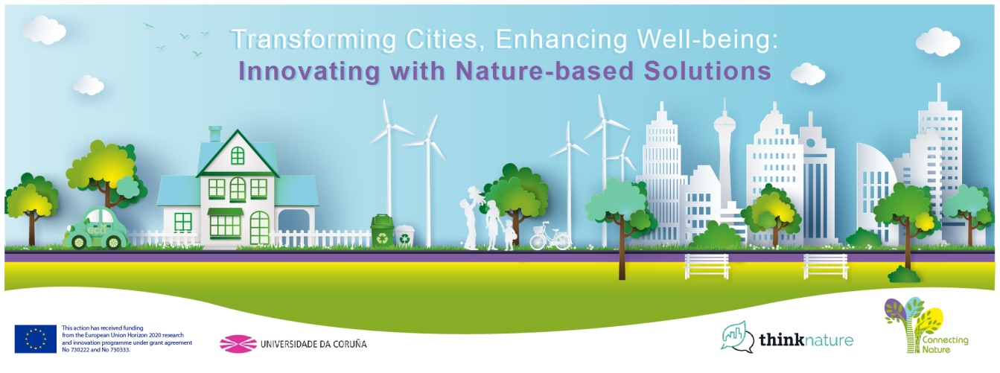 Transforming Cities, Enhancing Well-being:
Innovating with Nature-based Solutions
eco
This action has received funding
from the European Union Horizon 2020 research
and innovation programme under grant agreement
No 730222 and No 730333.
UNIVERSIDADE DA CORUÑA
thinknature
Connecting
Nature